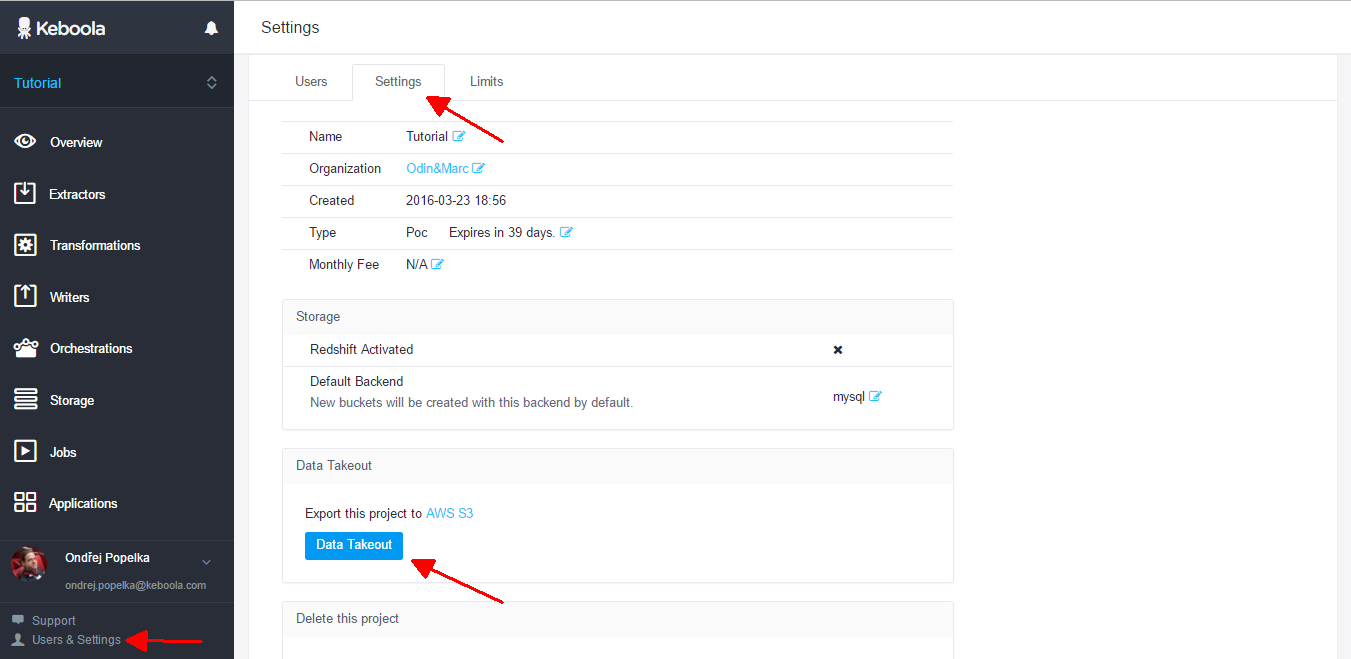 Keboola
Settings
Tutorial
Overview
Extractors
Transformations
Writers
Orchestrations
Storage
Jobs
Applications
Ondřej Popelka
ondrej.popelka@keboola.com
Support
Users & Settings
Users Settings Limits
Name Tutorial
Organization Odin&Marc
Created 2016-03-23 18:56
Type Poc Expires in 39 days.
Monthly Fee N/A
Storage
Redshift Activated
Default Backend
New buckets will be created with this backend by default.
mysql
Data Takeout
Export this project to AWS S3
Data Takeout
Delete this project